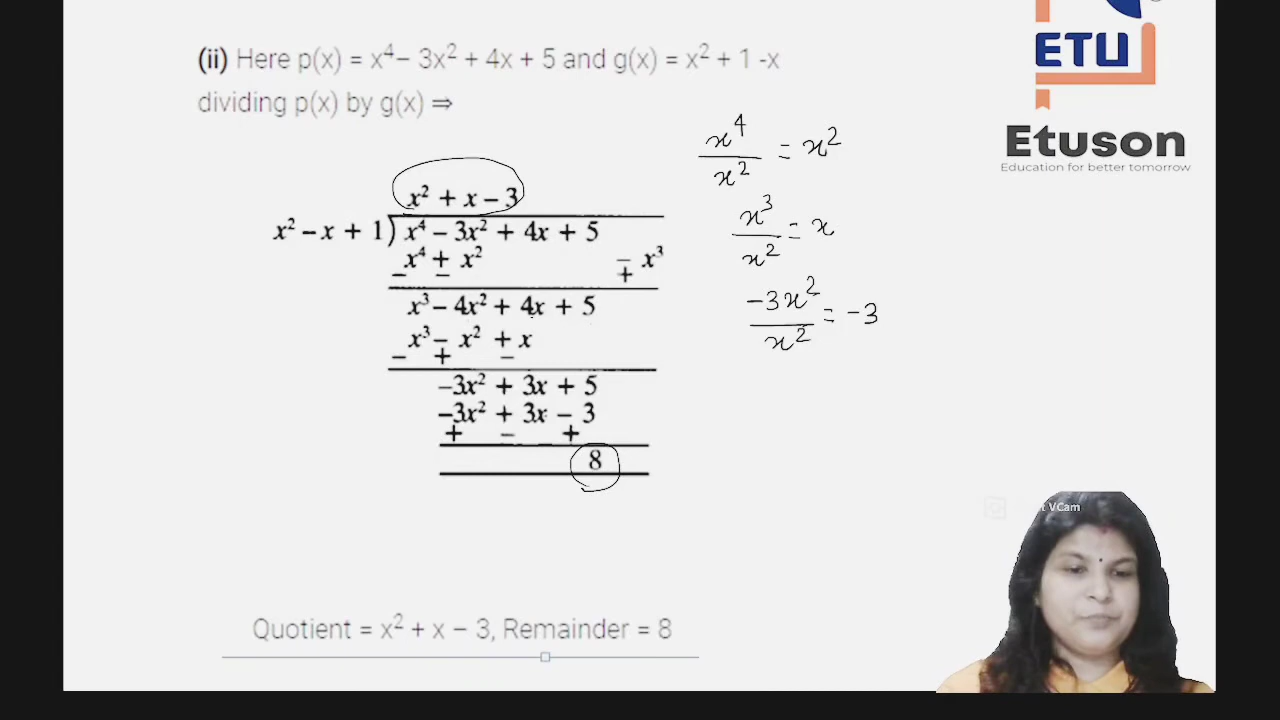 (ii) Here p(x) = x⁴– 3x² + 4x + 5 and g(x) = x² + 1 -x
dividing p(x) by g(x) ⇒
ETU
Etuson
Education for better tomorrow
x² + x – 3
x² – x + 1) x⁴ – 3x² + 4x + 5
x⁴ + x² – x³
– – +
x³ – 4x² + 4x + 5
x³ – x² + x
– + –
–3x² + 3x + 5
–3x² + 3x – 3
+ – +
8
x⁴/x² = x²
x³/x² = x
-3x²/x² = -3
VCam
Quotient = x² + x – 3, Remainder = 8